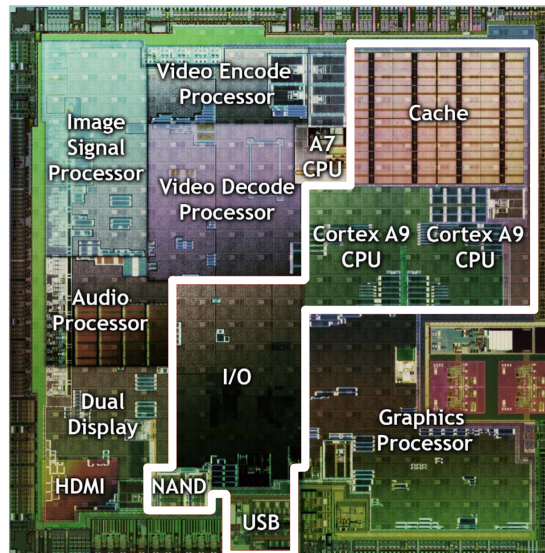 Video Encode
Processor
Cache
Image
Signal
Processor
A7
CPU
Video Decode
Processor
Cortex A9
CPU
Cortex A9
CPU
Audio
Processor
I/O
Dual
Display
Graphics
Processor
HDMI
NAND
USB